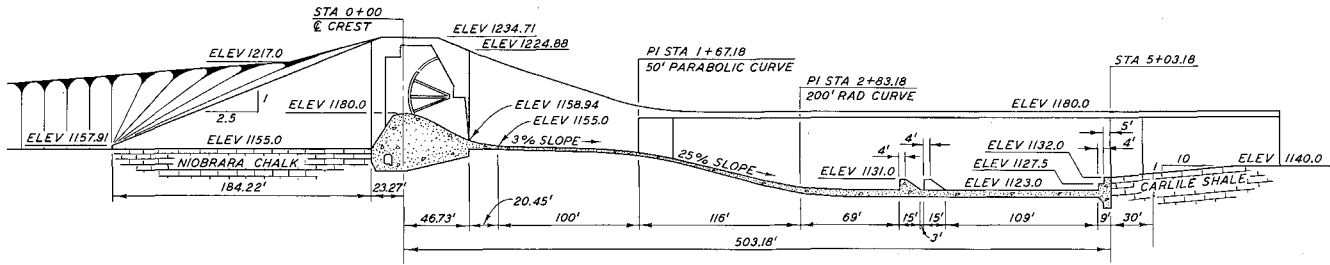 STA 0+00
℄ CREST
ELEV 1234.71
ELEV 1224.88
ELEV 1217.0
PI STA 1+67.18
50' PARABOLIC CURVE
PI STA 2+83.18
200' RAD CURVE
STA 5+03.18
1
2.5
ELEV 1180.0
ELEV 1158.94
ELEV 1155.0
3% SLOPE
ELEV 1180.0
5'
4'
4'
4'
ELEV 1132.0
ELEV 1127.5
1
10
ELEV 1140.0
ELEV 1157.91
ELEV 1155.0
NIOBRARA CHALK
25% SLOPE
ELEV 1131.0
ELEV 1123.0
CARLILE SHALE
184.22'
23.27'
46.73'
20.45'
100'
116'
69'
15'
15'
3'
109'
9'
30'
503.18'